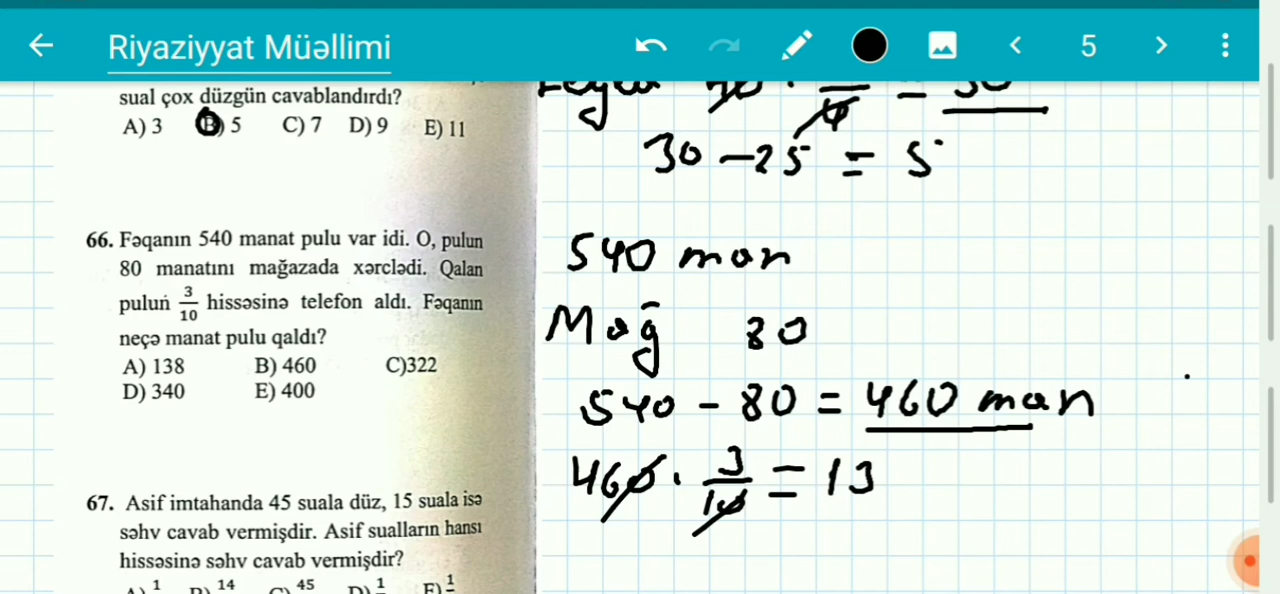 Riyaziyyat Müəllimi
5
sual çox düzgün cavablandırdı?
A) 3 B) 5 C) 7 D) 9 E) 11
30 - 25 = 5
66. Fəqanın 540 manat pulu var idi. O, pulun
80 manatını mağazada xərclədi. Qalan
pulun 3/10 hissəsinə telefon aldı. Fəqanın
neçə manat pulu qaldı?
A) 138 B) 460 C)322
D) 340 E) 400
540 man
Mağ 80
540 - 80 = 460 man
460 · 3/10 = 13
67. Asif imtahanda 45 suala düz, 15 suala isə
səhv cavab vermişdir. Asif sualların hansı
hissəsinə səhv cavab vermişdir?